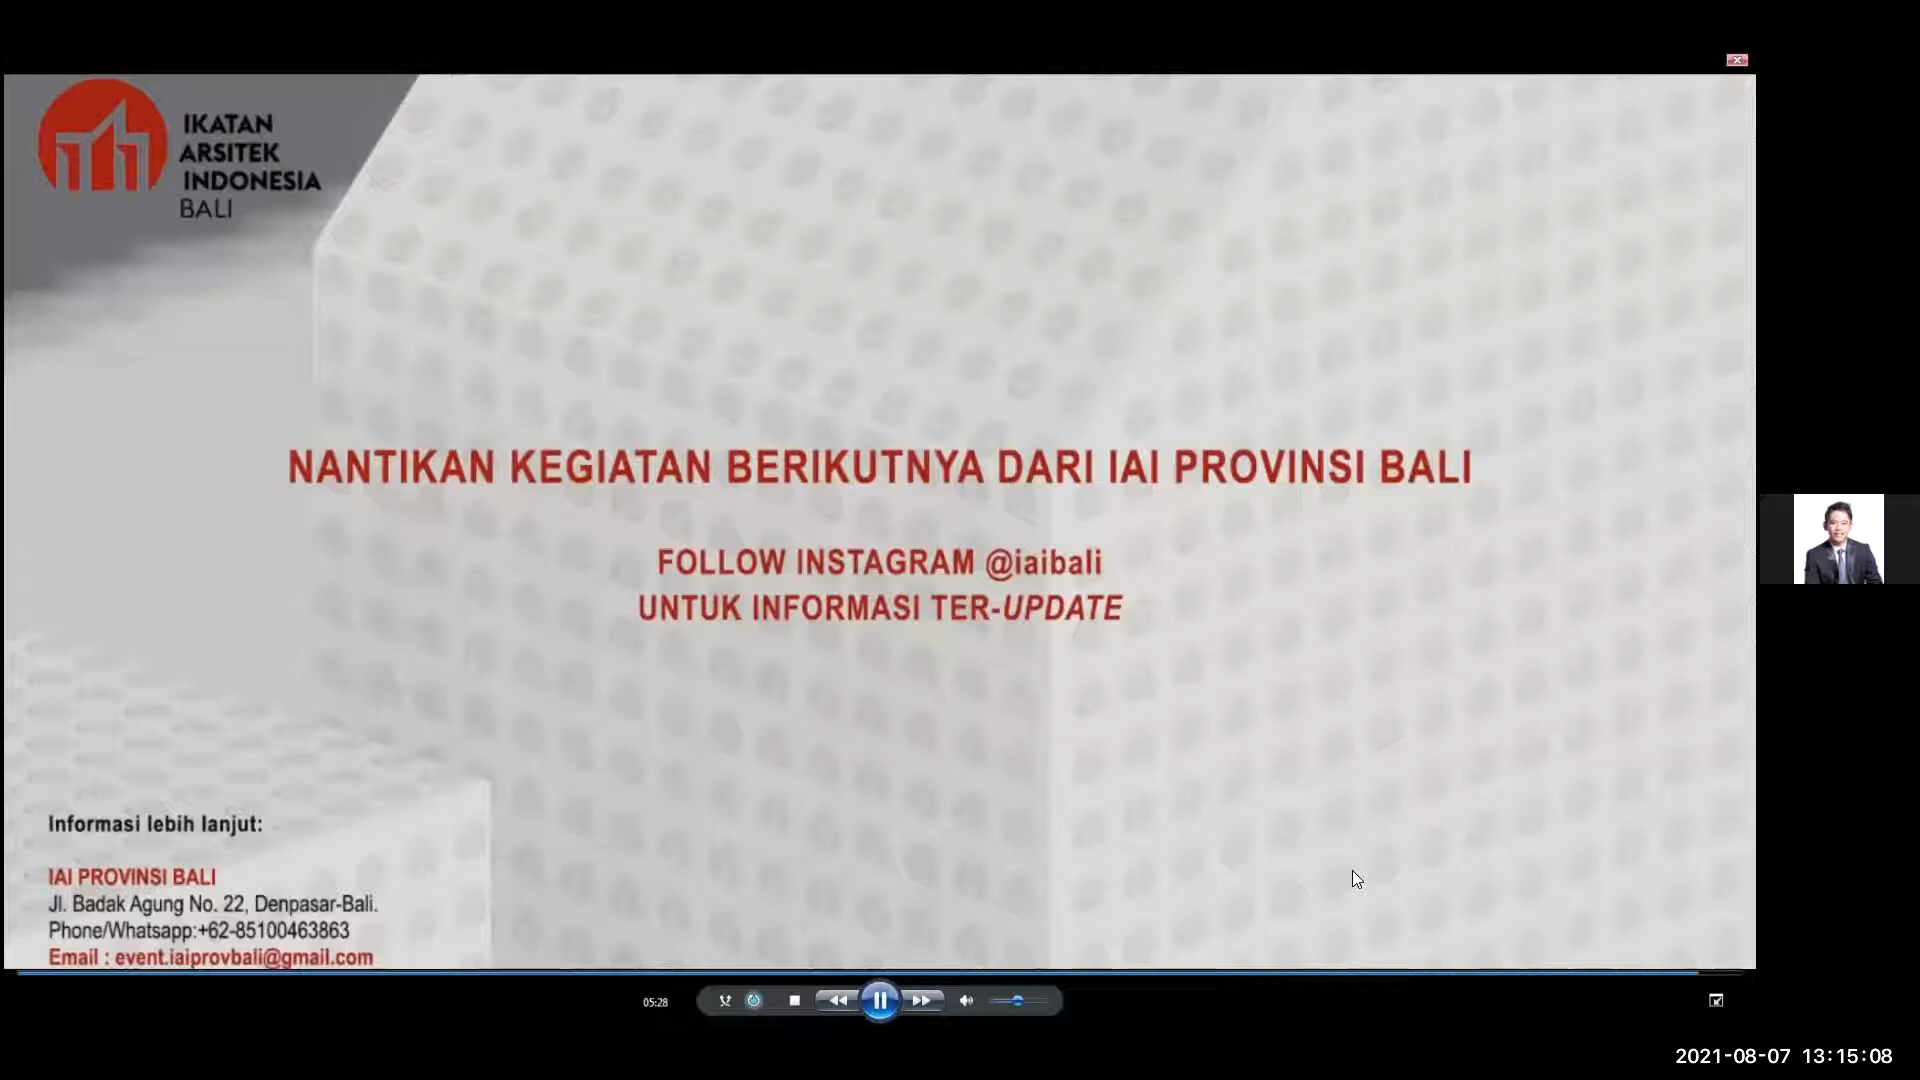 IKATAN
ARSITEK
INDONESIA
BALI
NANTIKAN KEGIATAN BERIKUTNYA DARI IAI PROVINSI BALI
FOLLOW INSTAGRAM @iaibali
UNTUK INFORMASI TER-UPDATE
Informasi lebih lanjut:
IAI PROVINSI BALI
Jl. Badak Agung No. 22, Denpasar-Bali.
Phone/Whatsapp:+62-85100463863
Email : event.iaiprovbali@gmail.com
05:28
2021-08-07 13:15:08